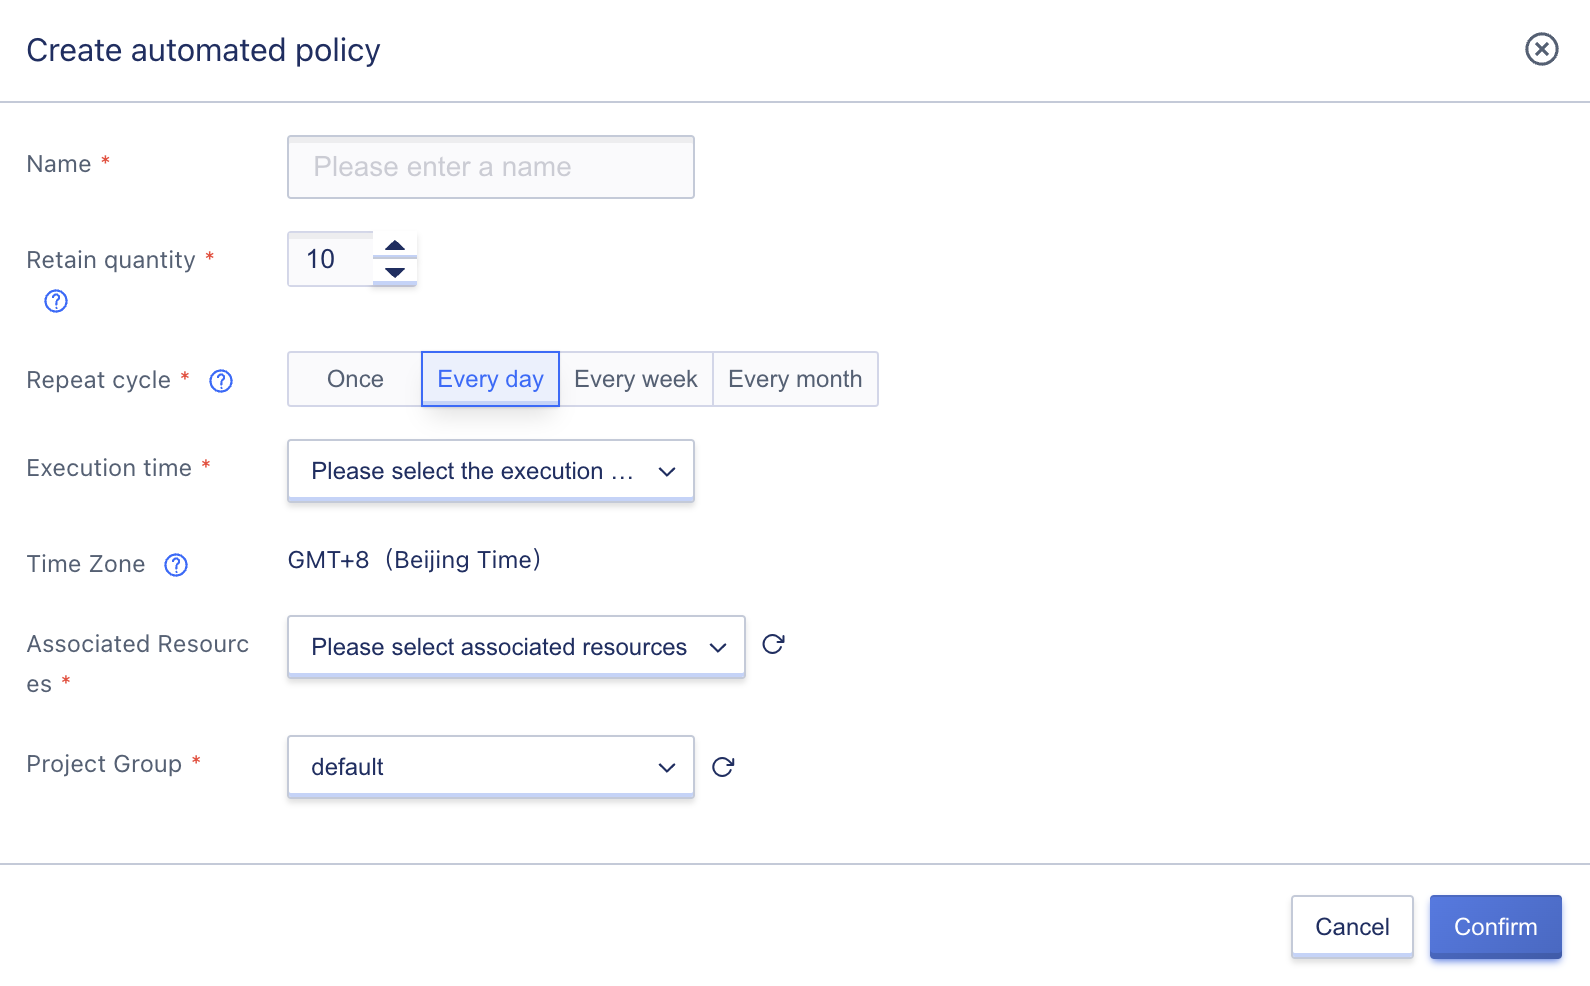 Create automated policy
Name *
Please enter a name
Retain quantity *
10
Repeat cycle *
Once
Every day
Every week
Every month
Execution time *
Please select the execution ...
Time Zone
GMT+8（Beijing Time）
Associated Resourc
es *
Please select associated resources
Project Group *
default
Cancel
Confirm